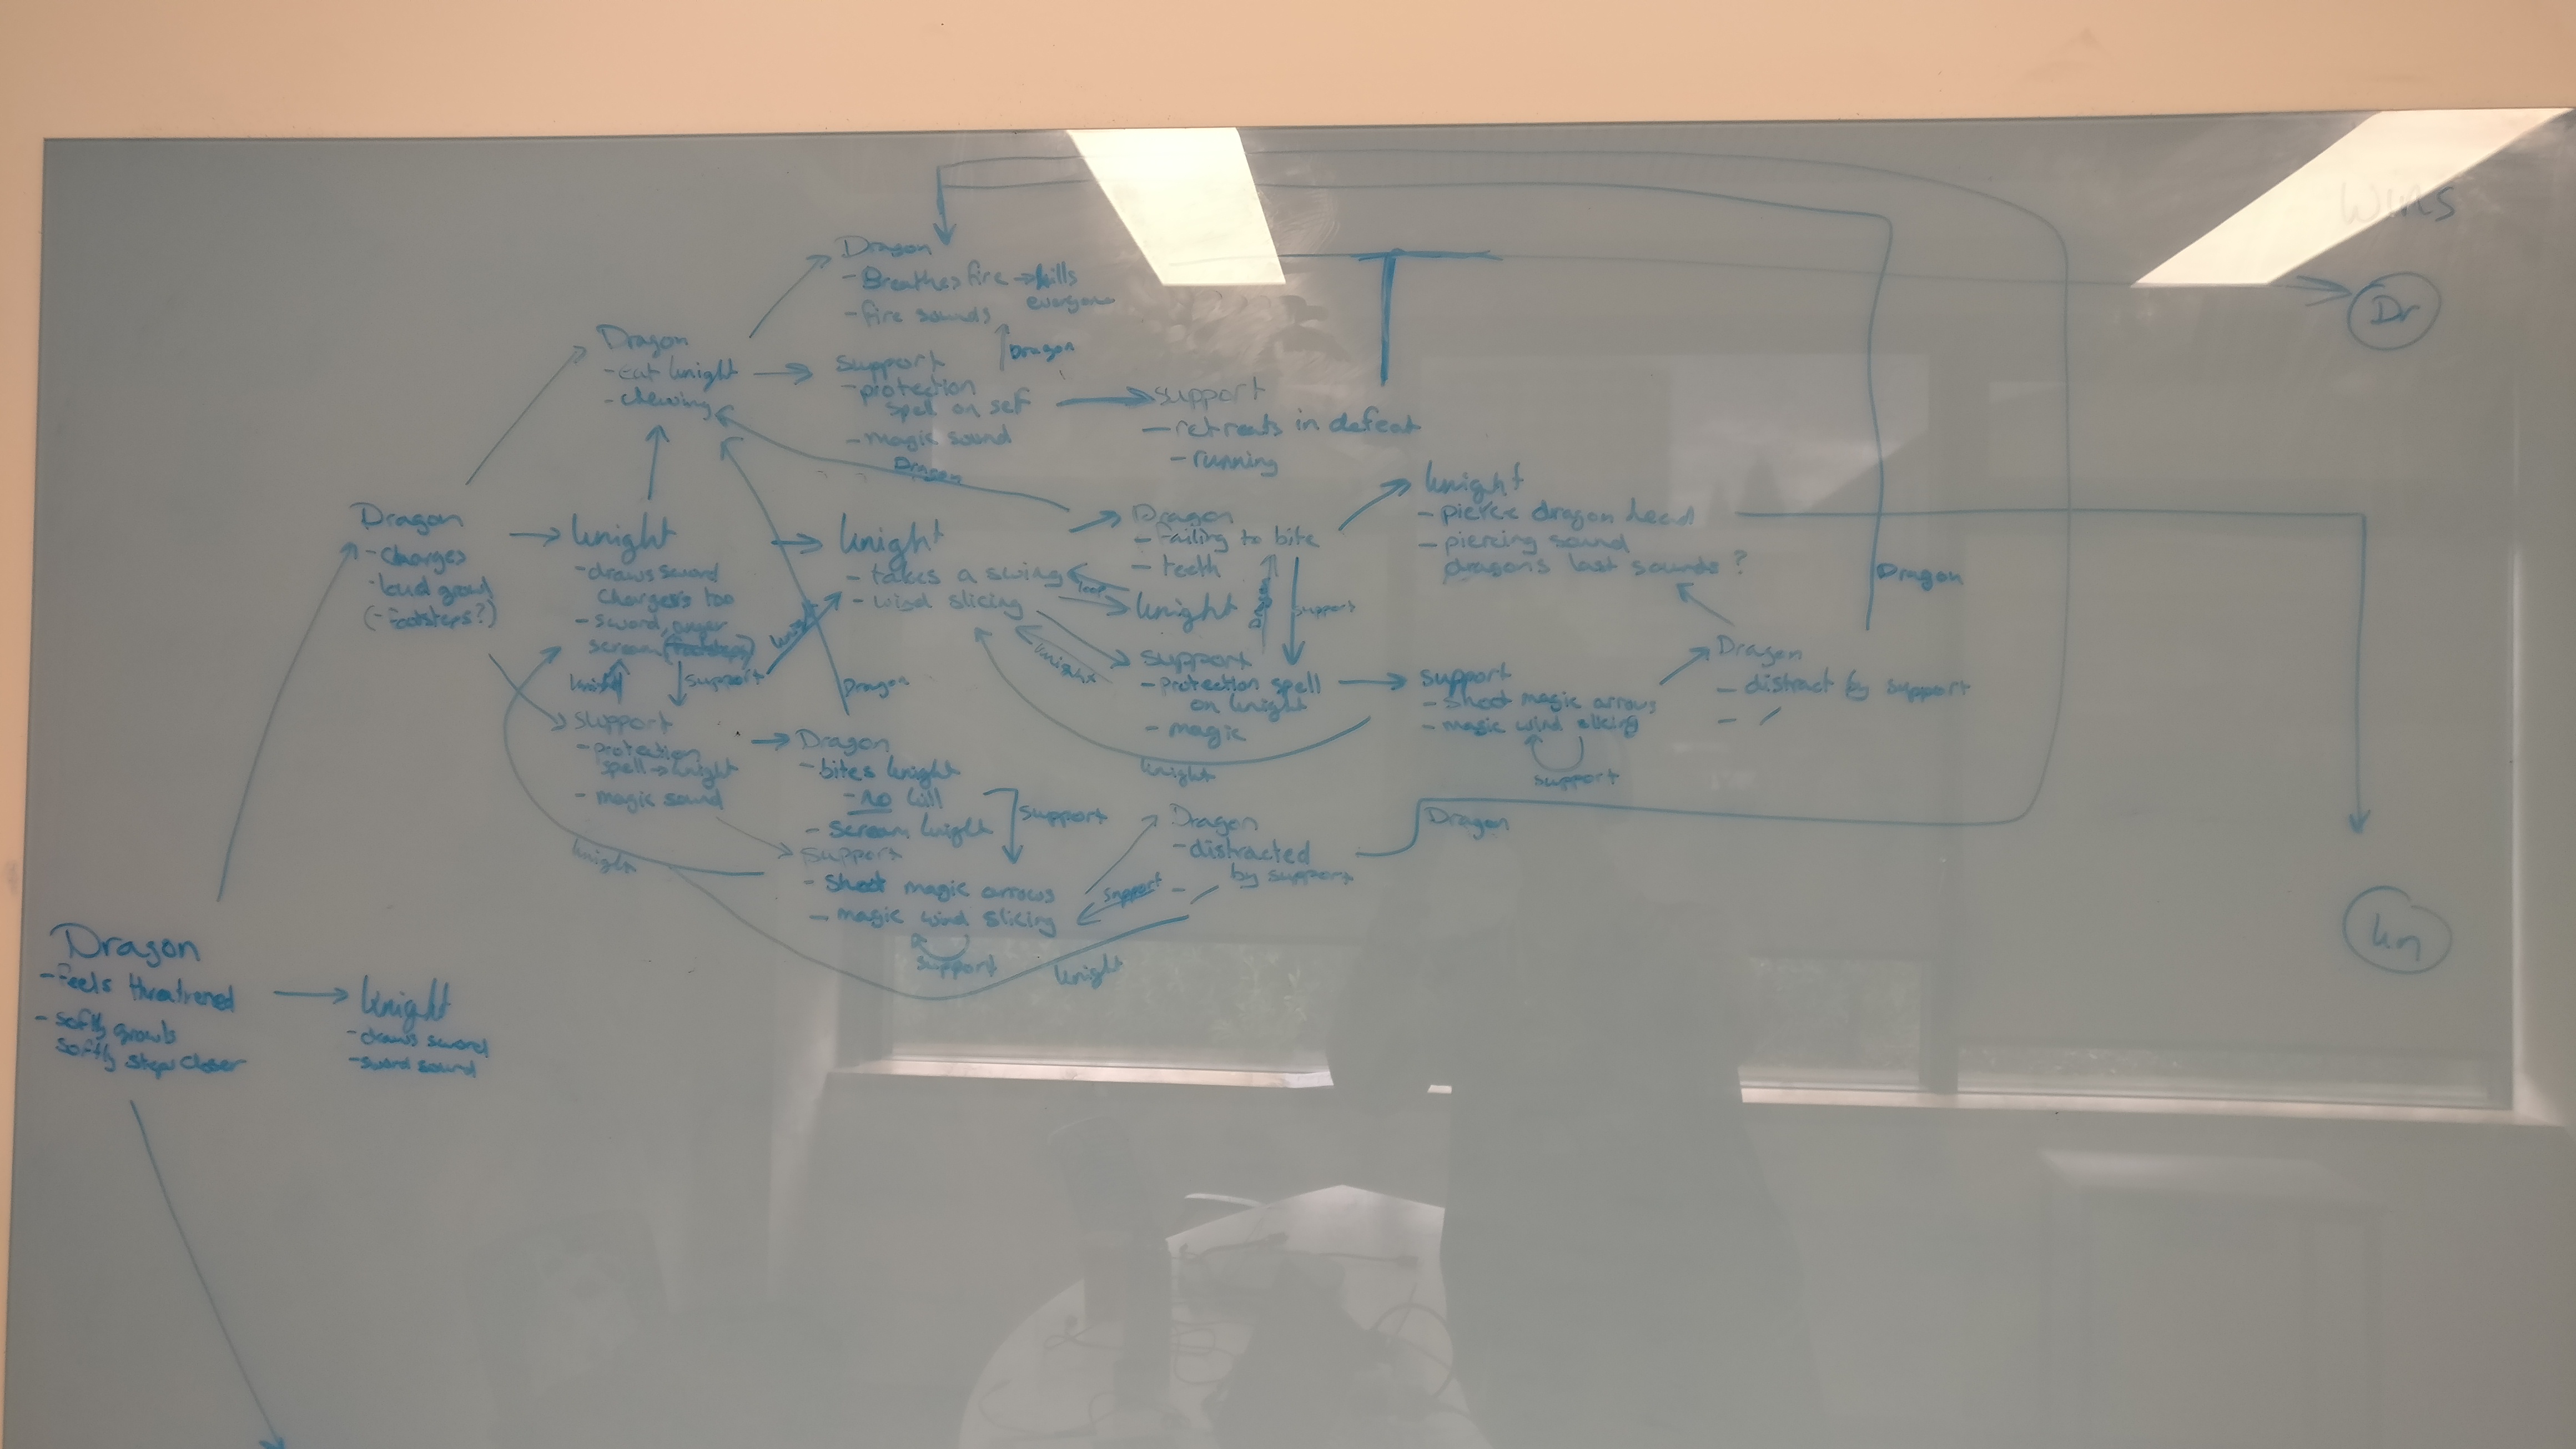 Wins
Dragon
- Breathes fire → kills
everyone
- fire sounds
Dr
Dragon
- eat knight
- chewing
Dragon
Support
- protection
spell on self
- magic sound
support
- retreats in defeat
- running
Dragon
Dragon
- charges
- loud growl
(- footsteps?)
knight
- draws sword
charges too
- sword, anger
scream (footsteps)
knight
- takes a swing
- wind slicing
Dragon
- failing to bite
- teeth
loop
knight
Dragon
support
knight
- pierce dragon head
- piercing sound
dragons last sounds?
Dragon
knight
support
knight
Dragon
knight
support
- protection
spell → knight
- magic sound
support
- protection spell
on knight
- magic
support
- shoot magic arrows
- magic wind slicing
support
Dragon
- distract by support
-
knight
Dragon
- bites knight
- no kill
- scream knight
support
Dragon
- distracted
by support
-
Dragon
knight
support
- shoot magic arrows
- magic wind slicing
support
support
knight
kn
Dragon
- feels threatrened
- softly growls
softly steps closer
knight
- draws sword
- sword sound